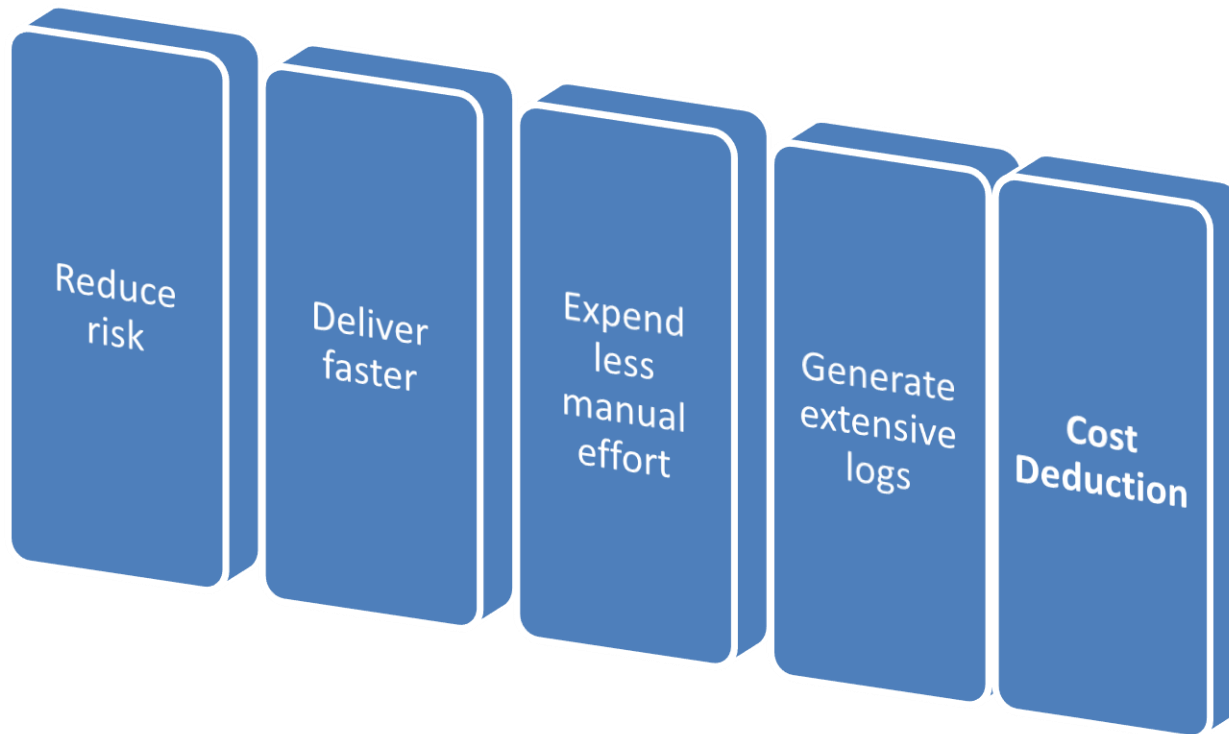 Reduce
risk
Deliver
faster
Expend
less
manual
effort
Generate
extensive
logs
Cost
Deduction